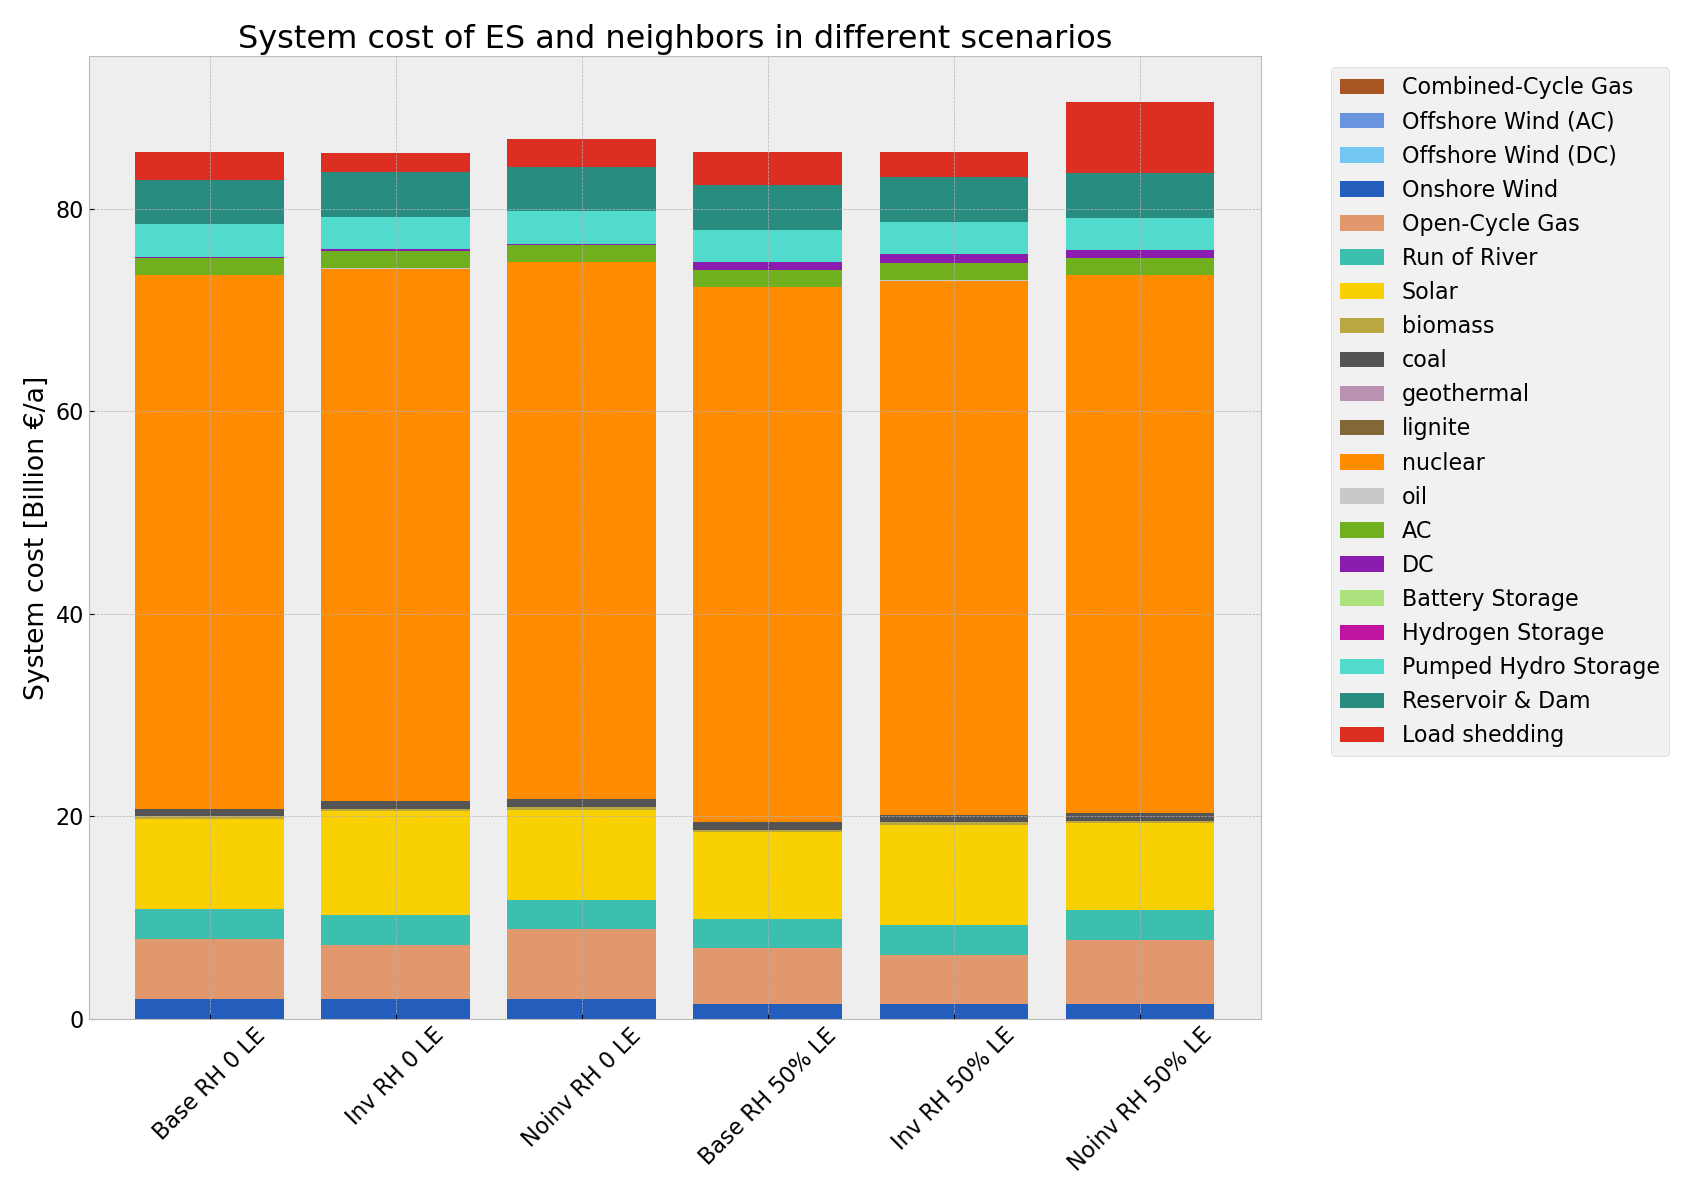 System cost of ES and neighbors in different scenarios
System cost [Billion €/a]
80
60
40
20
0
Base RH 0 LE
Inv RH 0 LE
Noinv RH 0 LE
Base RH 50% LE
Inv RH 50% LE
Noinv RH 50% LE
Combined-Cycle Gas
Offshore Wind (AC)
Offshore Wind (DC)
Onshore Wind
Open-Cycle Gas
Run of River
Solar
biomass
coal
geothermal
lignite
nuclear
oil
AC
DC
Battery Storage
Hydrogen Storage
Pumped Hydro Storage
Reservoir & Dam
Load shedding